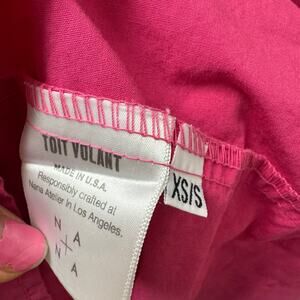 TOIT VOLANT
MADE IN U.S.A.
Responsibly crafted at
Nana Atelier in Los Angeles.
N A
X
N A
XS/S